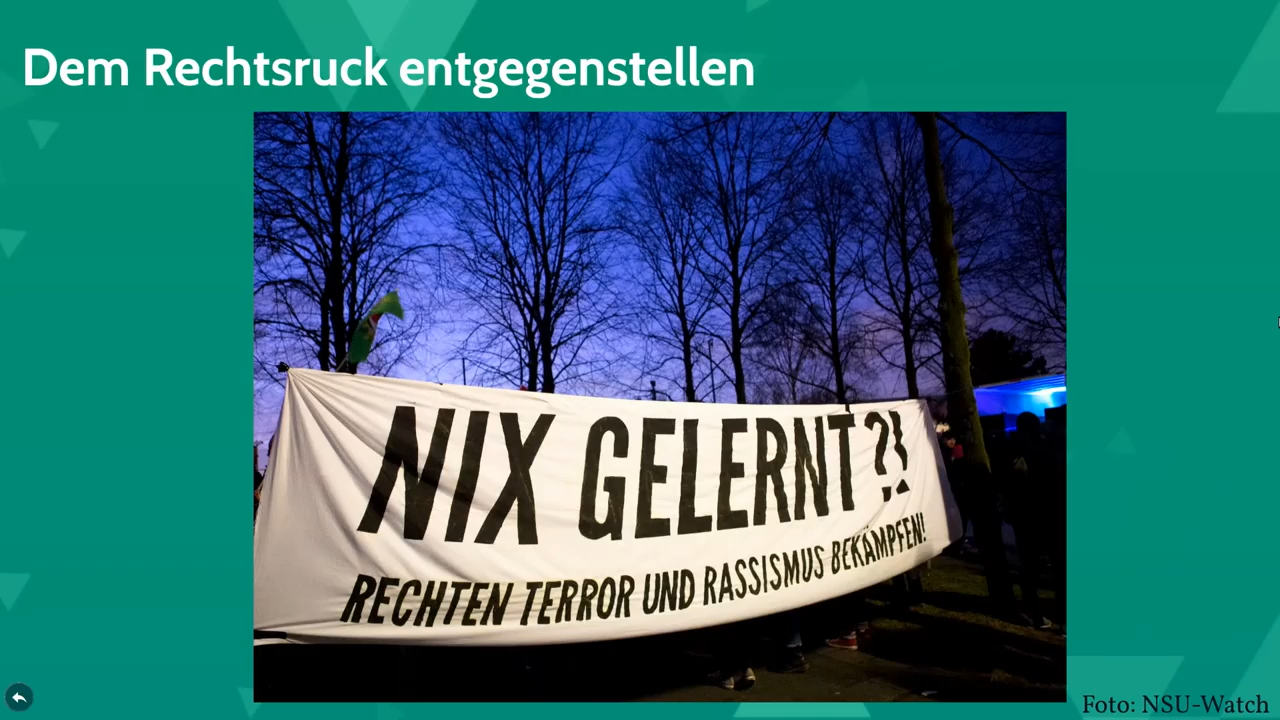 Dem Rechtsruck entgegenstellen
NIX GELERNT?!
RECHTEN TERROR UND RASSISMUS BEKÄMPFEN!
Foto: NSU-Watch